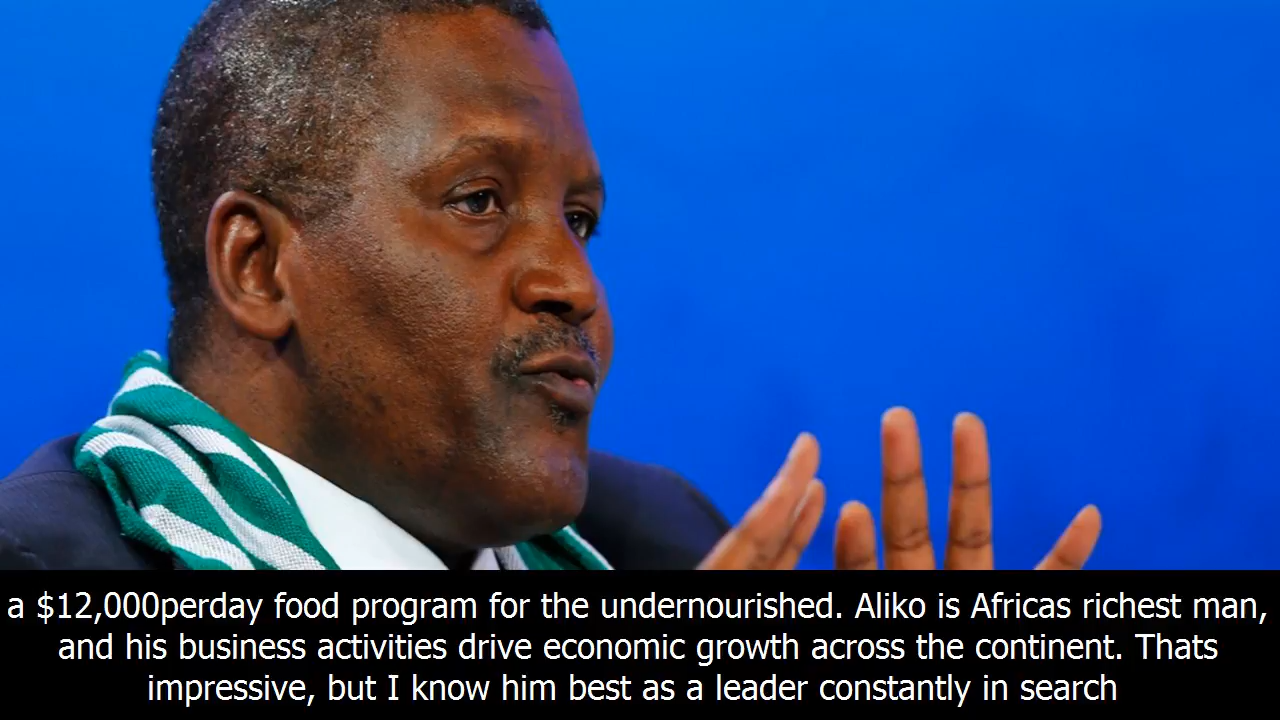 a $12,000perday food program for the undernourished. Aliko is Africas richest man,
and his business activities drive economic growth across the continent. Thats
impressive, but I know him best as a leader constantly in search